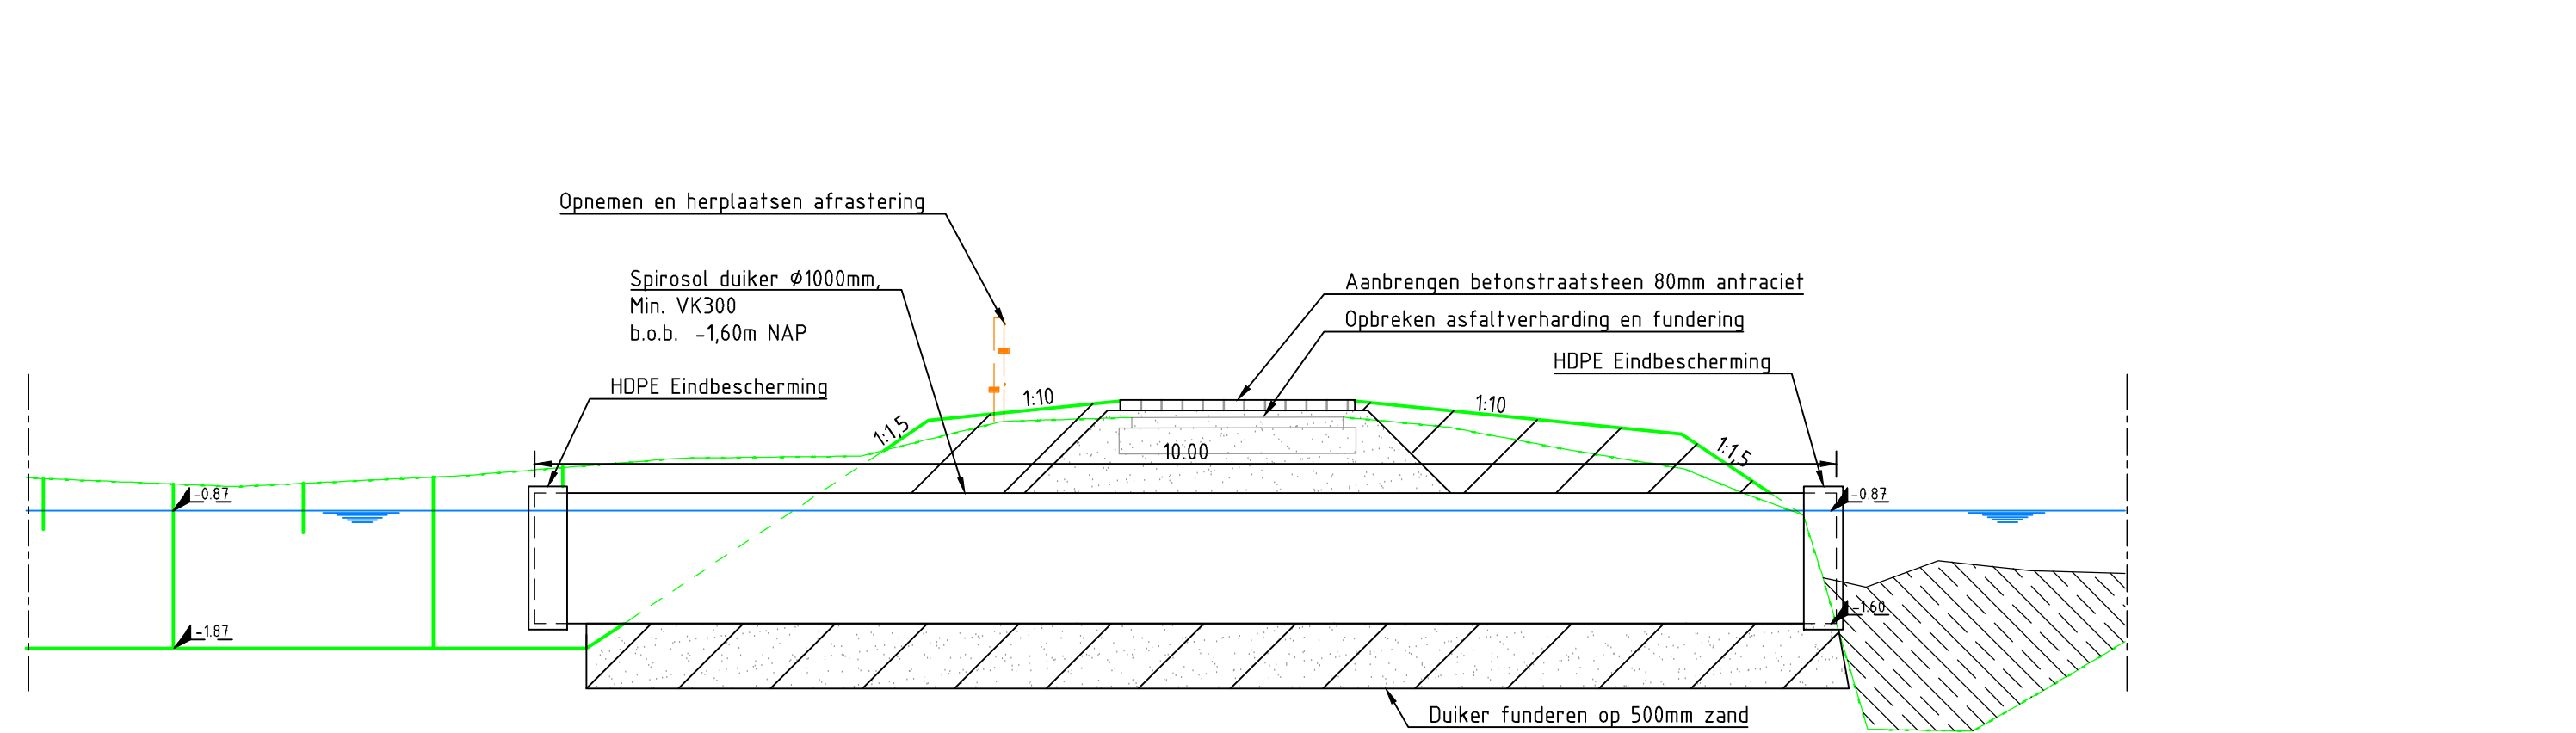 Opnemen en herplaatsen afrastering
Spirosol duiker Ø1000mm,
Min. VK300
b.o.b. -1,60m NAP
Aanbrengen betonstraatsteen 80mm antraciet
Opbreken asfaltverharding en fundering
HDPE Eindbescherming
HDPE Eindbescherming
1:10
1:10
1:1,5
1:1,5
10.00
-0.87
-0.87
-1.60
-1.87
Duiker funderen op 500mm zand